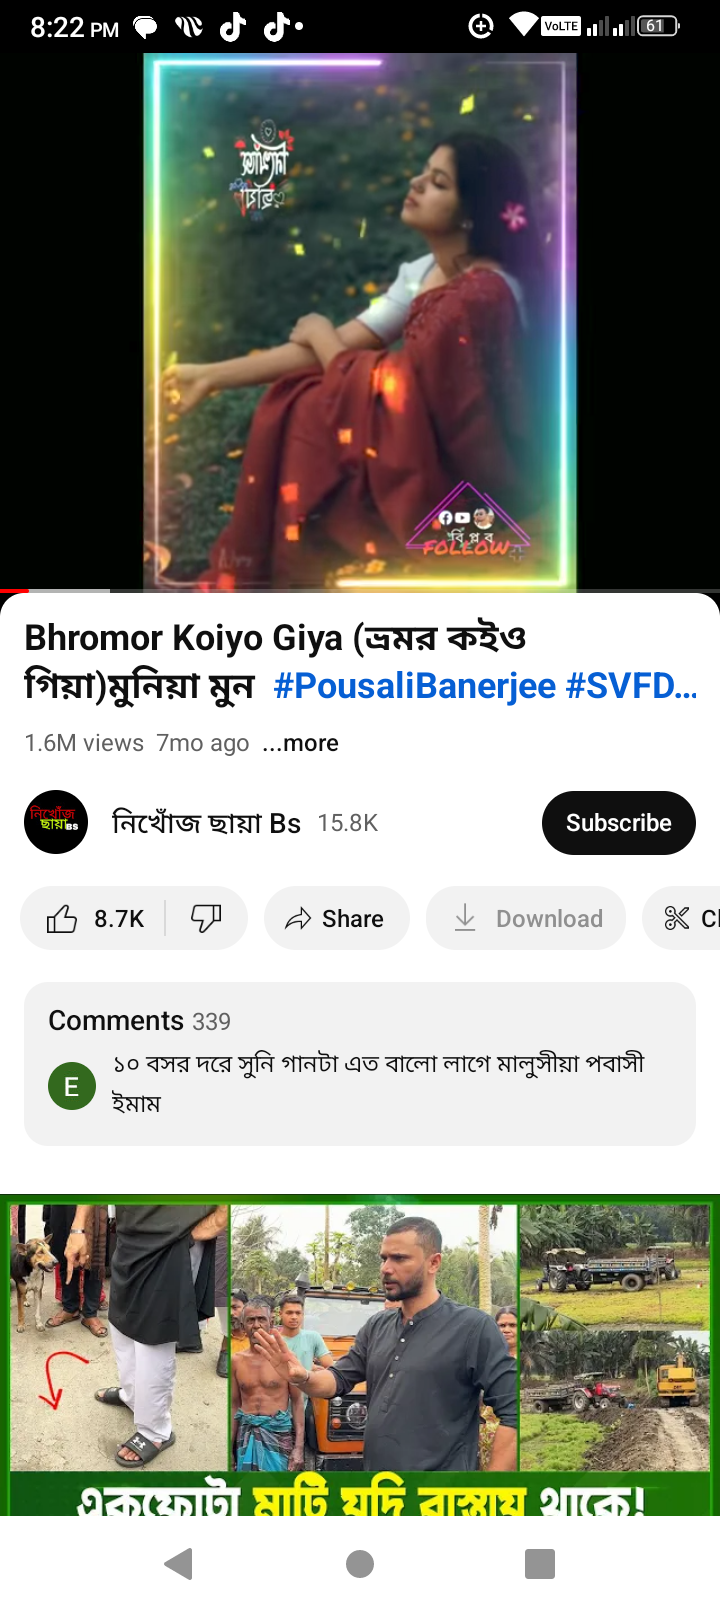 8:22 PM
VoLTE
61
বিপ্লব
FOLLOW
Bhromor Koiyo Giya (ভ্রমর কইও
গিয়া)মুনিয়া মুন #PousaliBanerjee #SVFD...
1.6M views 7mo ago ...more
নিখোঁজ
ছায়া BS
নিখোঁজ ছায়া Bs 15.8K
Subscribe
8.7K
Share
Download
Comments 339
E
১০ বসর দরে সুনি গানটা এত বালো লাগে মালুসীয়া পবাসী
ইমাম
একফোটা মাটি যদি রাস্তায় থাকে!